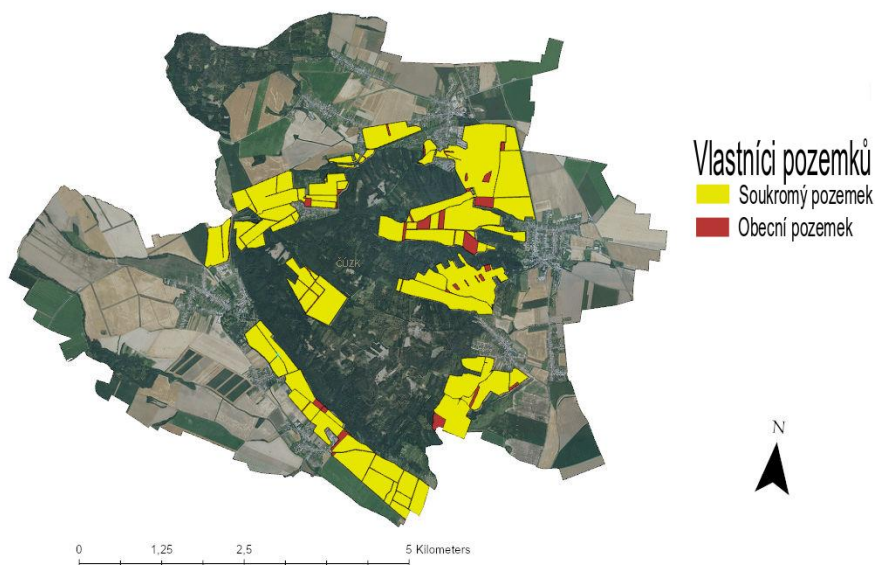 Vlastníci pozemků
Soukromý pozemek
Obecní pozemek
ČÚZK
N
0 1,25 2,5 5 Kilometers